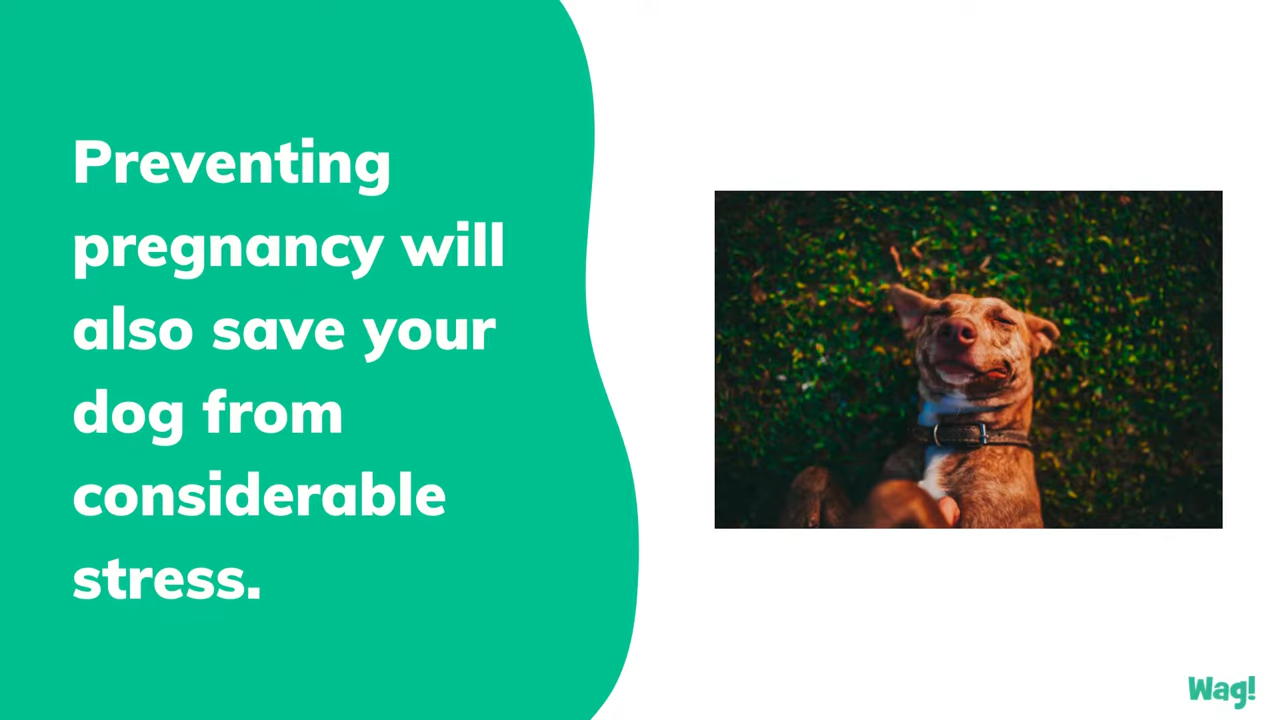 Preventing
pregnancy will
also save your
dog from
considerable
stress.
Wag!